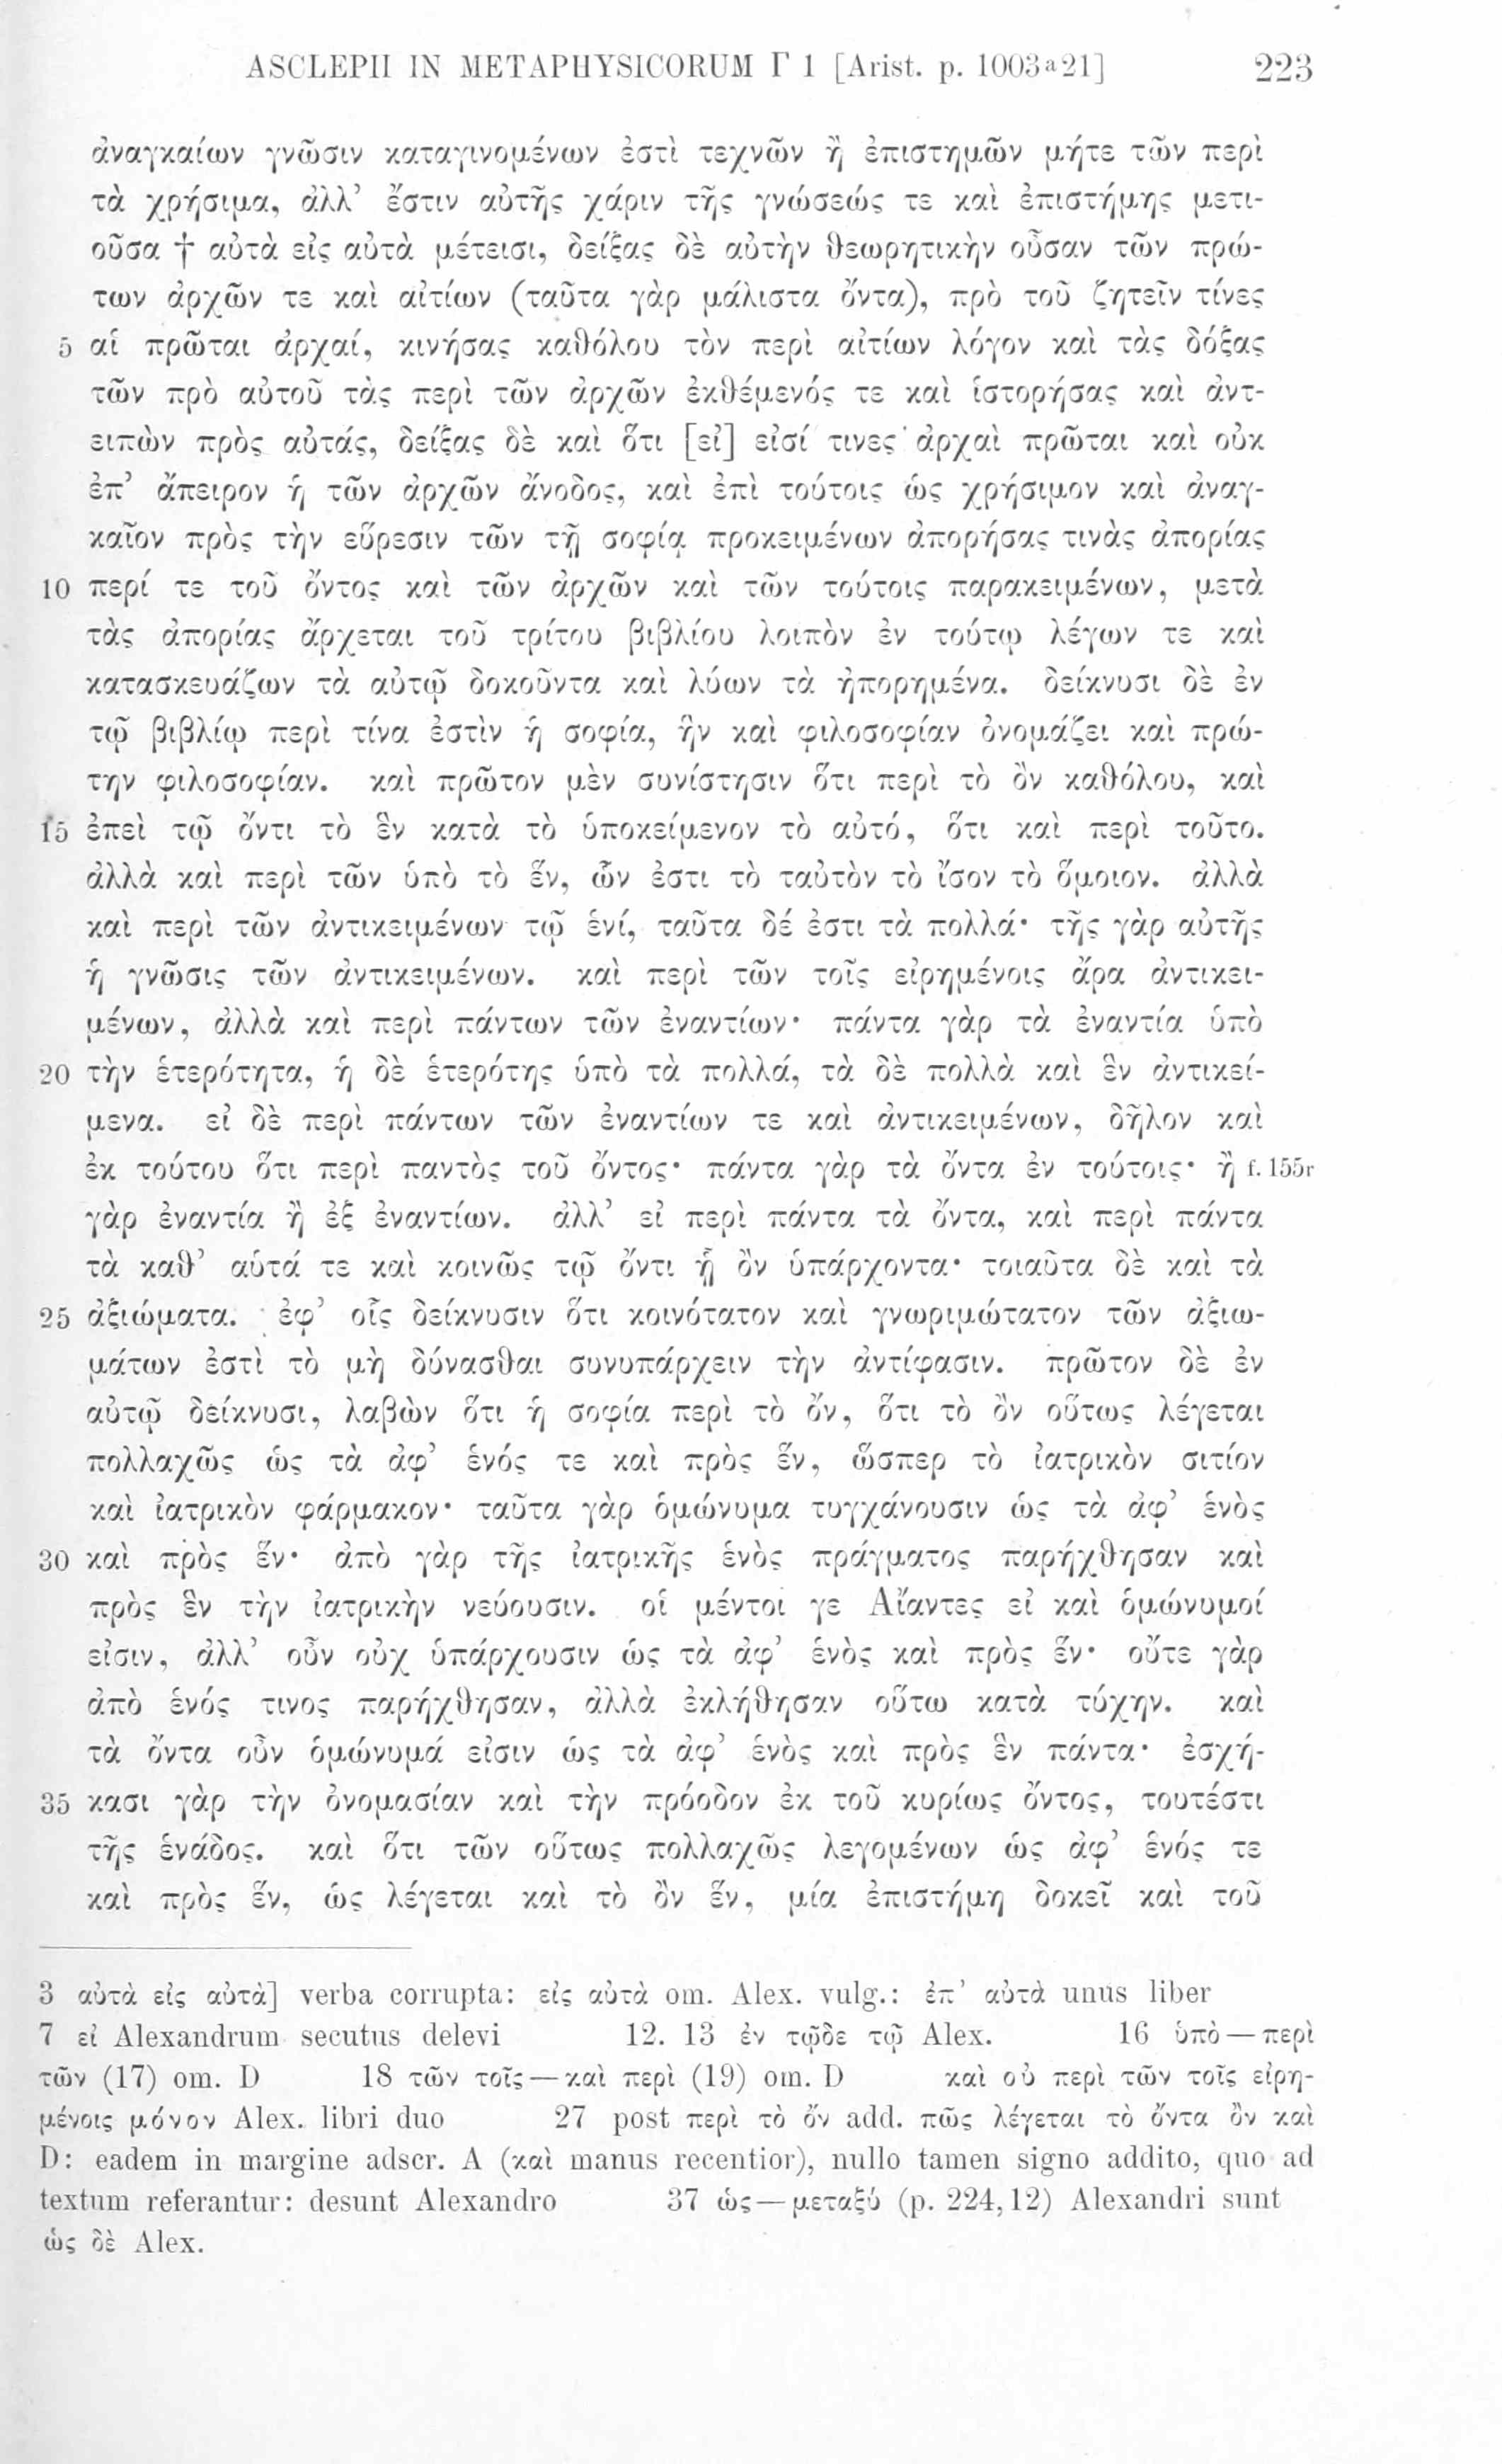 ASCLEPII IN METAPHYSICORUM Γ 1 [Arist. p. 1003a21] 223
ἀναγκαίων γνῶσιν καταγινομένων ἐστὶ τεχνῶν ἢ ἐπιστημῶν μήτε τῶν περὶ
τὰ χρήσιμα, ἀλλ’ ἔστιν αὐτῆς χάριν τῆς γνώσεώς τε καὶ ἐπιστήμης μετι-
οῦσα † αὐτὰ εἰς αὐτὰ μέτεισι, δείξας δὲ αὐτὴν θεωρητικὴν οὖσαν τῶν πρώ-
των ἀρχῶν τε καὶ αἰτίων (ταῦτα γὰρ μάλιστα ὄντα), πρὸ τοῦ ζητεῖν τίνες
5 αἱ πρῶται ἀρχαί, κινήσας καθόλου τὸν περὶ αἰτίων λόγον καὶ τὰς δόξας
τῶν πρὸ αὐτοῦ τὰς περὶ τῶν ἀρχῶν ἐκθέμενός τε καὶ ἱστορήσας καὶ ἀντ-
ειπὼν πρὸς αὐτάς, δείξας δὲ καὶ ὅτι [εἰ] εἰσί τινες ἀρχαὶ πρῶται καὶ οὐκ
ἐπ’ ἄπειρον ἡ τῶν ἀρχῶν ἄνοδος, καὶ ἐπὶ τούτοις ὡς χρήσιμον καὶ ἀναγ-
καῖον πρὸς τὴν εὕρεσιν τῶν τῇ σοφίᾳ προκειμένων ἀπορήσας τινὰς ἀπορίας
10 περί τε τοῦ ὄντος καὶ τῶν ἀρχῶν καὶ τῶν τούτοις παρακειμένων, μετὰ
τὰς ἀπορίας ἄρχεται τοῦ τρίτου βιβλίου λοιπὸν ἐν τούτῳ λέγων τε καὶ
κατασκευάζων τὰ αὐτῷ δοκοῦντα καὶ λύων τὰ ἠπορημένα. δείκνυσι δὲ ἐν
τῷ βιβλίῳ περὶ τίνα ἐστὶν ἡ σοφία, ἣν καὶ φιλοσοφίαν ὀνομάζει καὶ πρώ-
την φιλοσοφίαν. καὶ πρῶτον μὲν συνίστησιν ὅτι περὶ τὸ ὂν καθόλου, καὶ
15 ἐπεὶ τῷ ὄντι τὸ ἓν κατὰ τὸ ὑποκείμενον τὸ αὐτό, ὅτι καὶ περὶ τοῦτο.
ἀλλὰ καὶ περὶ τῶν ὑπὸ τὸ ἕν, ὧν ἐστι τὸ ταὐτὸν τὸ ἴσον τὸ ὅμοιον. ἀλλὰ
καὶ περὶ τῶν ἀντικειμένων τῷ ἑνί, ταῦτα δέ ἐστι τὰ πολλά· τῆς γὰρ αὐτῆς
ἡ γνῶσις τῶν ἀντικειμένων. καὶ περὶ τῶν τοῖς εἰρημένοις ἄρα ἀντικει-
μένων, ἀλλὰ καὶ περὶ πάντων τῶν ἐναντίων· πάντα γὰρ τὰ ἐναντία ὑπὸ
20 τὴν ἑτερότητα, ἡ δὲ ἑτερότης ὑπὸ τὰ πολλά, τὰ δὲ πολλὰ καὶ ἓν ἀντικεί-
μενα. εἰ δὲ περὶ πάντων τῶν ἐναντίων τε καὶ ἀντικειμένων, δῆλον καὶ
ἐκ τούτου ὅτι περὶ παντὸς τοῦ ὄντος· πάντα γὰρ τὰ ὄντα ἐν τούτοις· ἢ f. 155r
γὰρ ἐναντία ἢ ἐξ ἐναντίων. ἀλλ’ εἰ περὶ πάντα τὰ ὄντα, καὶ περὶ πάντα
τὰ καθ’ αὑτά τε καὶ κοινῶς τῷ ὄντι ᾗ ὂν ὑπάρχοντα· τοιαῦτα δὲ καὶ τὰ
25 ἀξιώματα. ἐφ’ οἷς δείκνυσιν ὅτι κοινότατον καὶ γνωριμώτατον τῶν ἀξιω-
μάτων ἐστὶ τὸ μὴ δύνασθαι συνυπάρχειν τὴν ἀντίφασιν. πρῶτον δὲ ἐν
αὐτῷ δείκνυσι, λαβὼν ὅτι ἡ σοφία περὶ τὸ ὄν, ὅτι τὸ ὂν οὕτως λέγεται
πολλαχῶς ὡς τὰ ἀφ’ ἑνός τε καὶ πρὸς ἕν, ὥσπερ τὸ ἰατρικὸν σιτίον
καὶ ἰατρικὸν φάρμακον· ταῦτα γὰρ ὁμώνυμα τυγχάνουσιν ὡς τὰ ἀφ’ ἑνὸς
30 καὶ πρὸς ἕν· ἀπὸ γὰρ τῆς ἰατρικῆς ἑνὸς πράγματος παρήχθησαν καὶ
πρὸς ἓν τὴν ἰατρικὴν νεύουσιν. οἱ μέντοι γε Αἴαντες εἰ καὶ ὁμώνυμοί
εἰσιν, ἀλλ’ οὖν οὐχ ὑπάρχουσιν ὡς τὰ ἀφ’ ἑνὸς καὶ πρὸς ἕν· οὔτε γὰρ
ἀπὸ ἑνός τινος παρήχθησαν, ἀλλὰ ἐκλήθησαν οὕτω κατὰ τύχην. καὶ
τὰ ὄντα οὖν ὁμώνυμά εἰσιν ὡς τὰ ἀφ’ ἑνὸς καὶ πρὸς ἓν πάντα· ἐσχή-
35 κασι γὰρ τὴν ὀνομασίαν καὶ τὴν πρόοδον ἐκ τοῦ κυρίως ὄντος, τουτέστι
τῆς ἑνάδος. καὶ ὅτι τῶν οὕτως πολλαχῶς λεγομένων ὡς ἀφ’ ἑνός τε
καὶ πρὸς ἕν, ὡς λέγεται καὶ τὸ ὂν ἕν, μία ἐπιστήμη δοκεῖ καὶ τοῦ
3 αὐτὰ εἰς αὐτὰ] verba corrupta: εἰς αὐτὰ om. Alex. vulg.: ἐπ’ αὐτὰ unus liber
7 εἰ Alexandrum secutus delevi 12. 13 ἐν τῷδε τῷ Alex. 16 ὑπὸ — περὶ
τῶν (17) om. D 18 τῶν τοῖς — καὶ περὶ (19) om. D καὶ οὐ περὶ τῶν τοῖς εἰρη-
μένοις μόνον Alex. libri duo 27 post περὶ τὸ ὄν add. πῶς λέγεται τὸ ὄντα ὂν καὶ
D: eadem in margine adscr. A (καὶ manus recentior), nullo tamen signo addito, quo ad
textum referantur: desunt Alexandro 37 ὡς — μεταξύ (p. 224,12) Alexandri sunt
ὡς δὲ Alex.